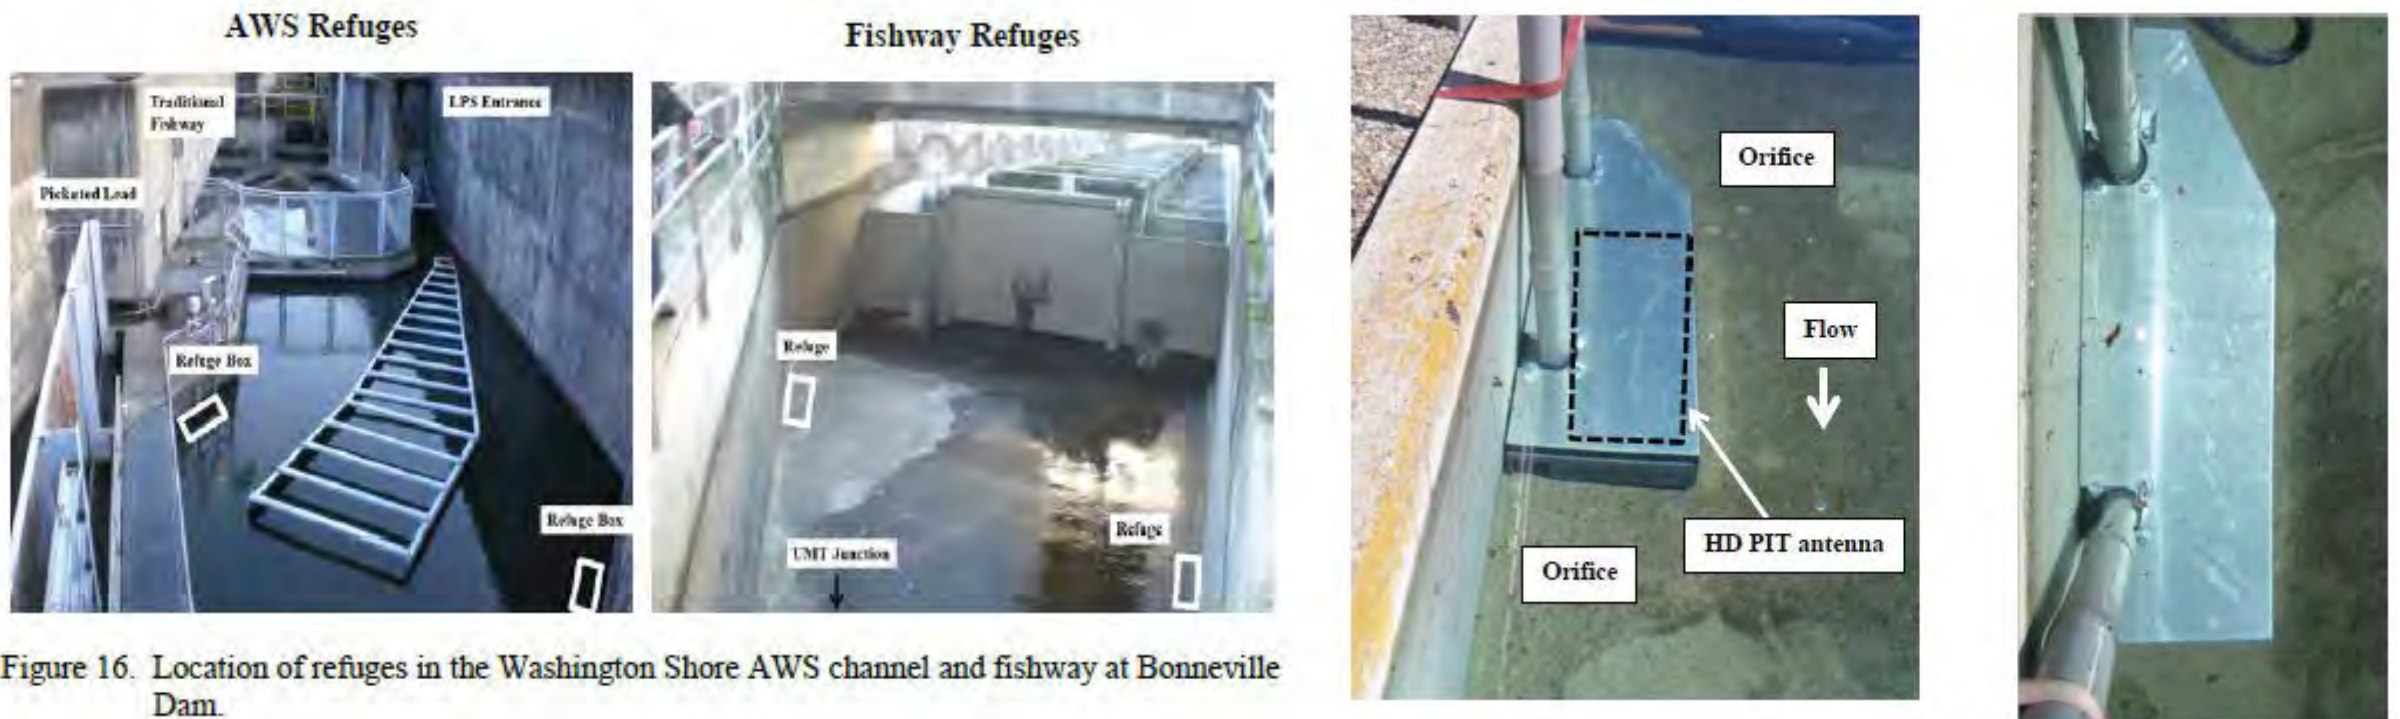 AWS Refuges
Fishway Refuges
Traditional
Fishway
LPS Entrance
Picketed Lead
Refuge Box
Refuge Box
Refuge
Refuge
UMT Junction
Figure 16. Location of refuges in the Washington Shore AWS channel and fishway at Bonneville
Dam.
Orifice
Flow
HD PIT antenna
Orifice